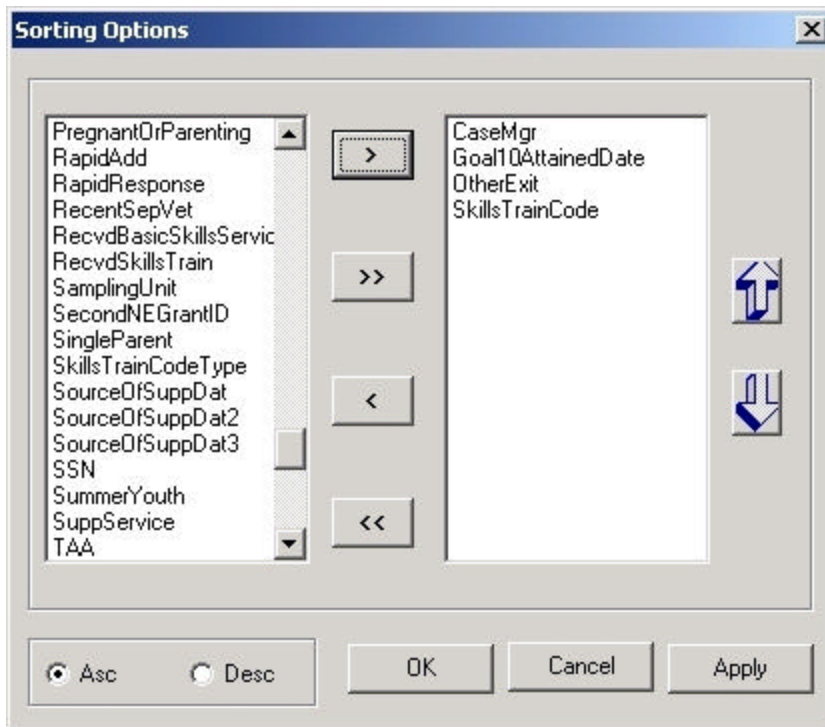 Sorting Options
PregnantOrParenting
RapidAdd
RapidResponse
RecentSepVet
RecvdBasicSkillsServic
RecvdSkillsTrain
SamplingUnit
SecondNEGrantID
SingleParent
SkillsTrainCodeType
SourceOfSuppDat
SourceOfSuppDat2
SourceOfSuppDat3
SSN
SummerYouth
SuppService
TAA
>
>>
<
<<
CaseMgr
Goal10AttainedDate
OtherExit
SkillsTrainCode
Asc Desc
OK Cancel Apply